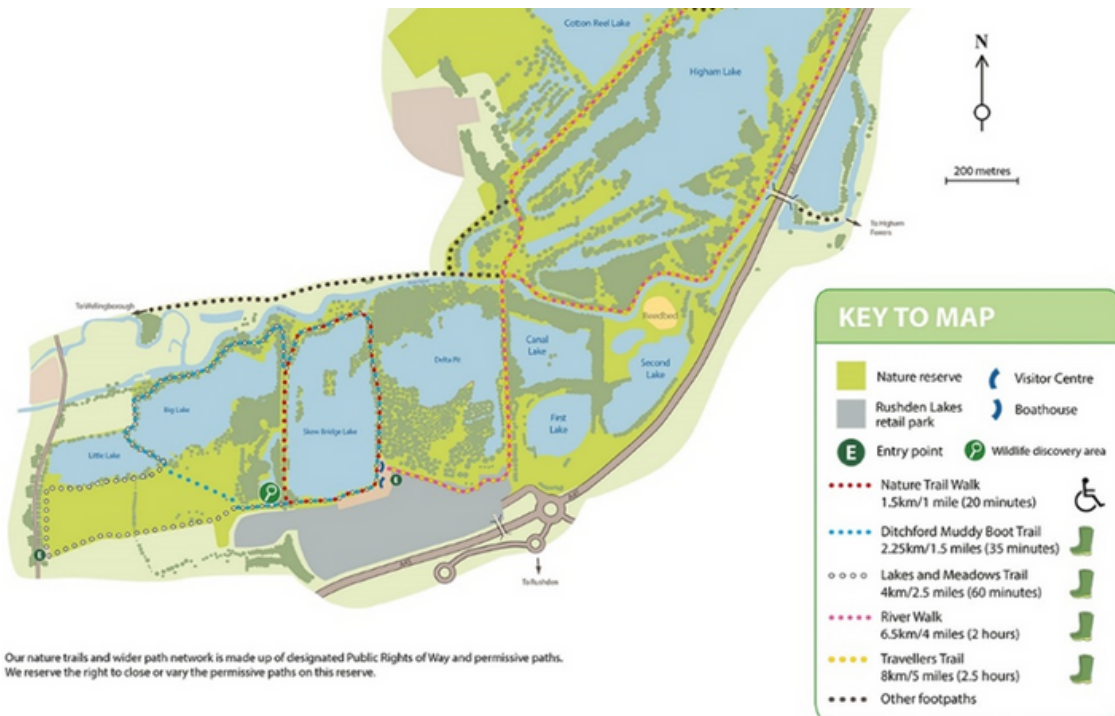 Cotton Reel Lake
Higham Lake
N
200 metres
To Higham
Ferrers
To Wellingborough
Reedbed
Canal
Lake
Delta Pit
Second
Lake
Big Lake
Skew Bridge Lake
First
Lake
Little Lake
E
E
To Rushden
KEY TO MAP
Nature reserve
Visitor Centre
Rushden Lakes
retail park
Boathouse
E Entry point
Wildlife discovery area
Nature Trail Walk
1.5km/1 mile (20 minutes)
Ditchford Muddy Boot Trail
2.25km/1.5 miles (35 minutes)
Lakes and Meadows Trail
4km/2.5 miles (60 minutes)
River Walk
6.5km/4 miles (2 hours)
Travellers Trail
8km/5 miles (2.5 hours)
Other footpaths
Our nature trails and wider path network is made up of designated Public Rights of Way and permissive paths.
We reserve the right to close or vary the permissive paths on this reserve.